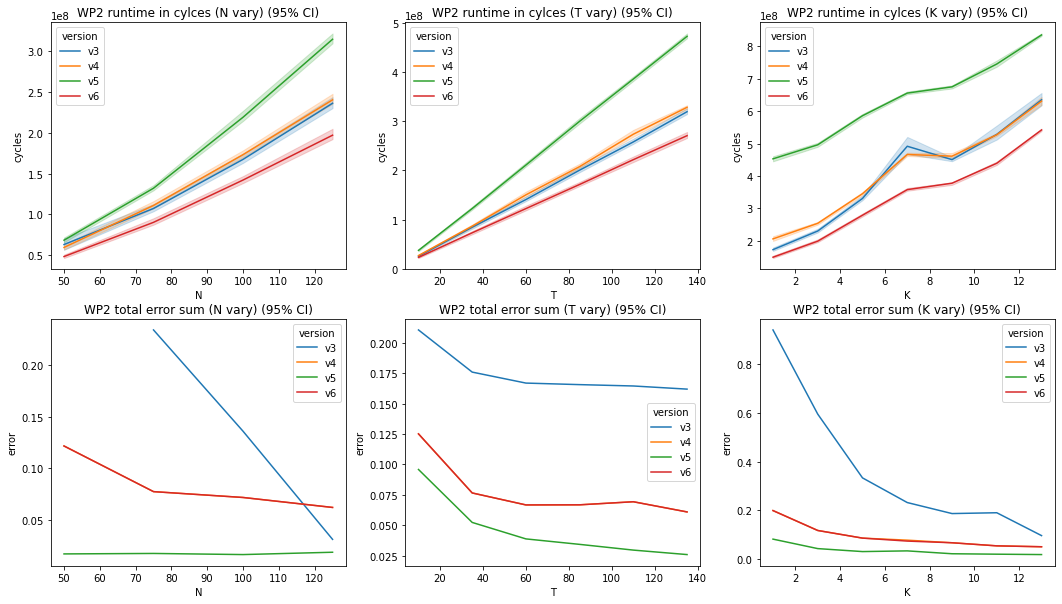 WP2 runtime in cylces (N vary) (95% CI)
1e8
version
v3
v4
v5
v6
3.0
2.5
2.0
1.5
1.0
0.5
cycles
50 60 70 80 90 100 110 120
N
WP2 runtime in cylces (T vary) (95% CI)
1e8
version
v3
v4
v5
v6
5
4
3
2
1
0
cycles
20 40 60 80 100 120 140
T
WP2 runtime in cylces (K vary) (95% CI)
1e8
version
v3
v4
v5
v6
8
7
6
5
4
3
2
cycles
2 4 6 8 10 12
K
WP2 total error sum (N vary) (95% CI)
version
v3
v4
v5
v6
0.20
0.15
0.10
0.05
error
50 60 70 80 90 100 110 120
N
WP2 total error sum (T vary) (95% CI)
version
v3
v4
v5
v6
0.200
0.175
0.150
0.125
0.100
0.075
0.050
0.025
error
20 40 60 80 100 120 140
T
WP2 total error sum (K vary) (95% CI)
version
v3
v4
v5
v6
0.8
0.6
0.4
0.2
0.0
error
2 4 6 8 10 12
K